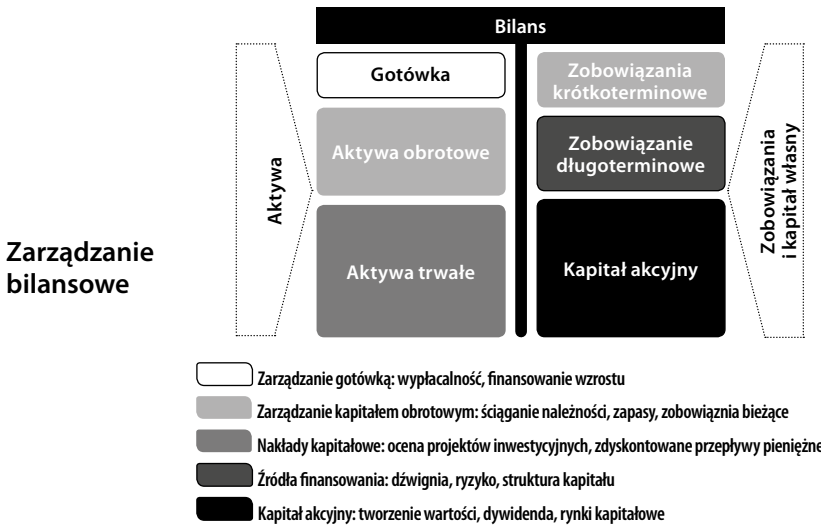 Bilans
Gotówka
Zobowiązania
krótkoterminowe
Aktywa obrotowe
Zobowiązanie
długoterminowe
Aktywa
Zobowiązania
i kapitał własny
Zarządzanie
bilansowe
Aktywa trwałe
Kapitał akcyjny
Zarządzanie gotówką: wypłacalność, finansowanie wzrostu
Zarządzanie kapitałem obrotowym: ściąganie należności, zapasy, zobowiąznia bieżące
Nakłady kapitałowe: ocena projektów inwestycyjnych, zdyskontowane przepływy pieniężne
Źródła finansowania: dźwignia, ryzyko, struktura kapitału
Kapitał akcyjny: tworzenie wartości, dywidenda, rynki kapitałowe